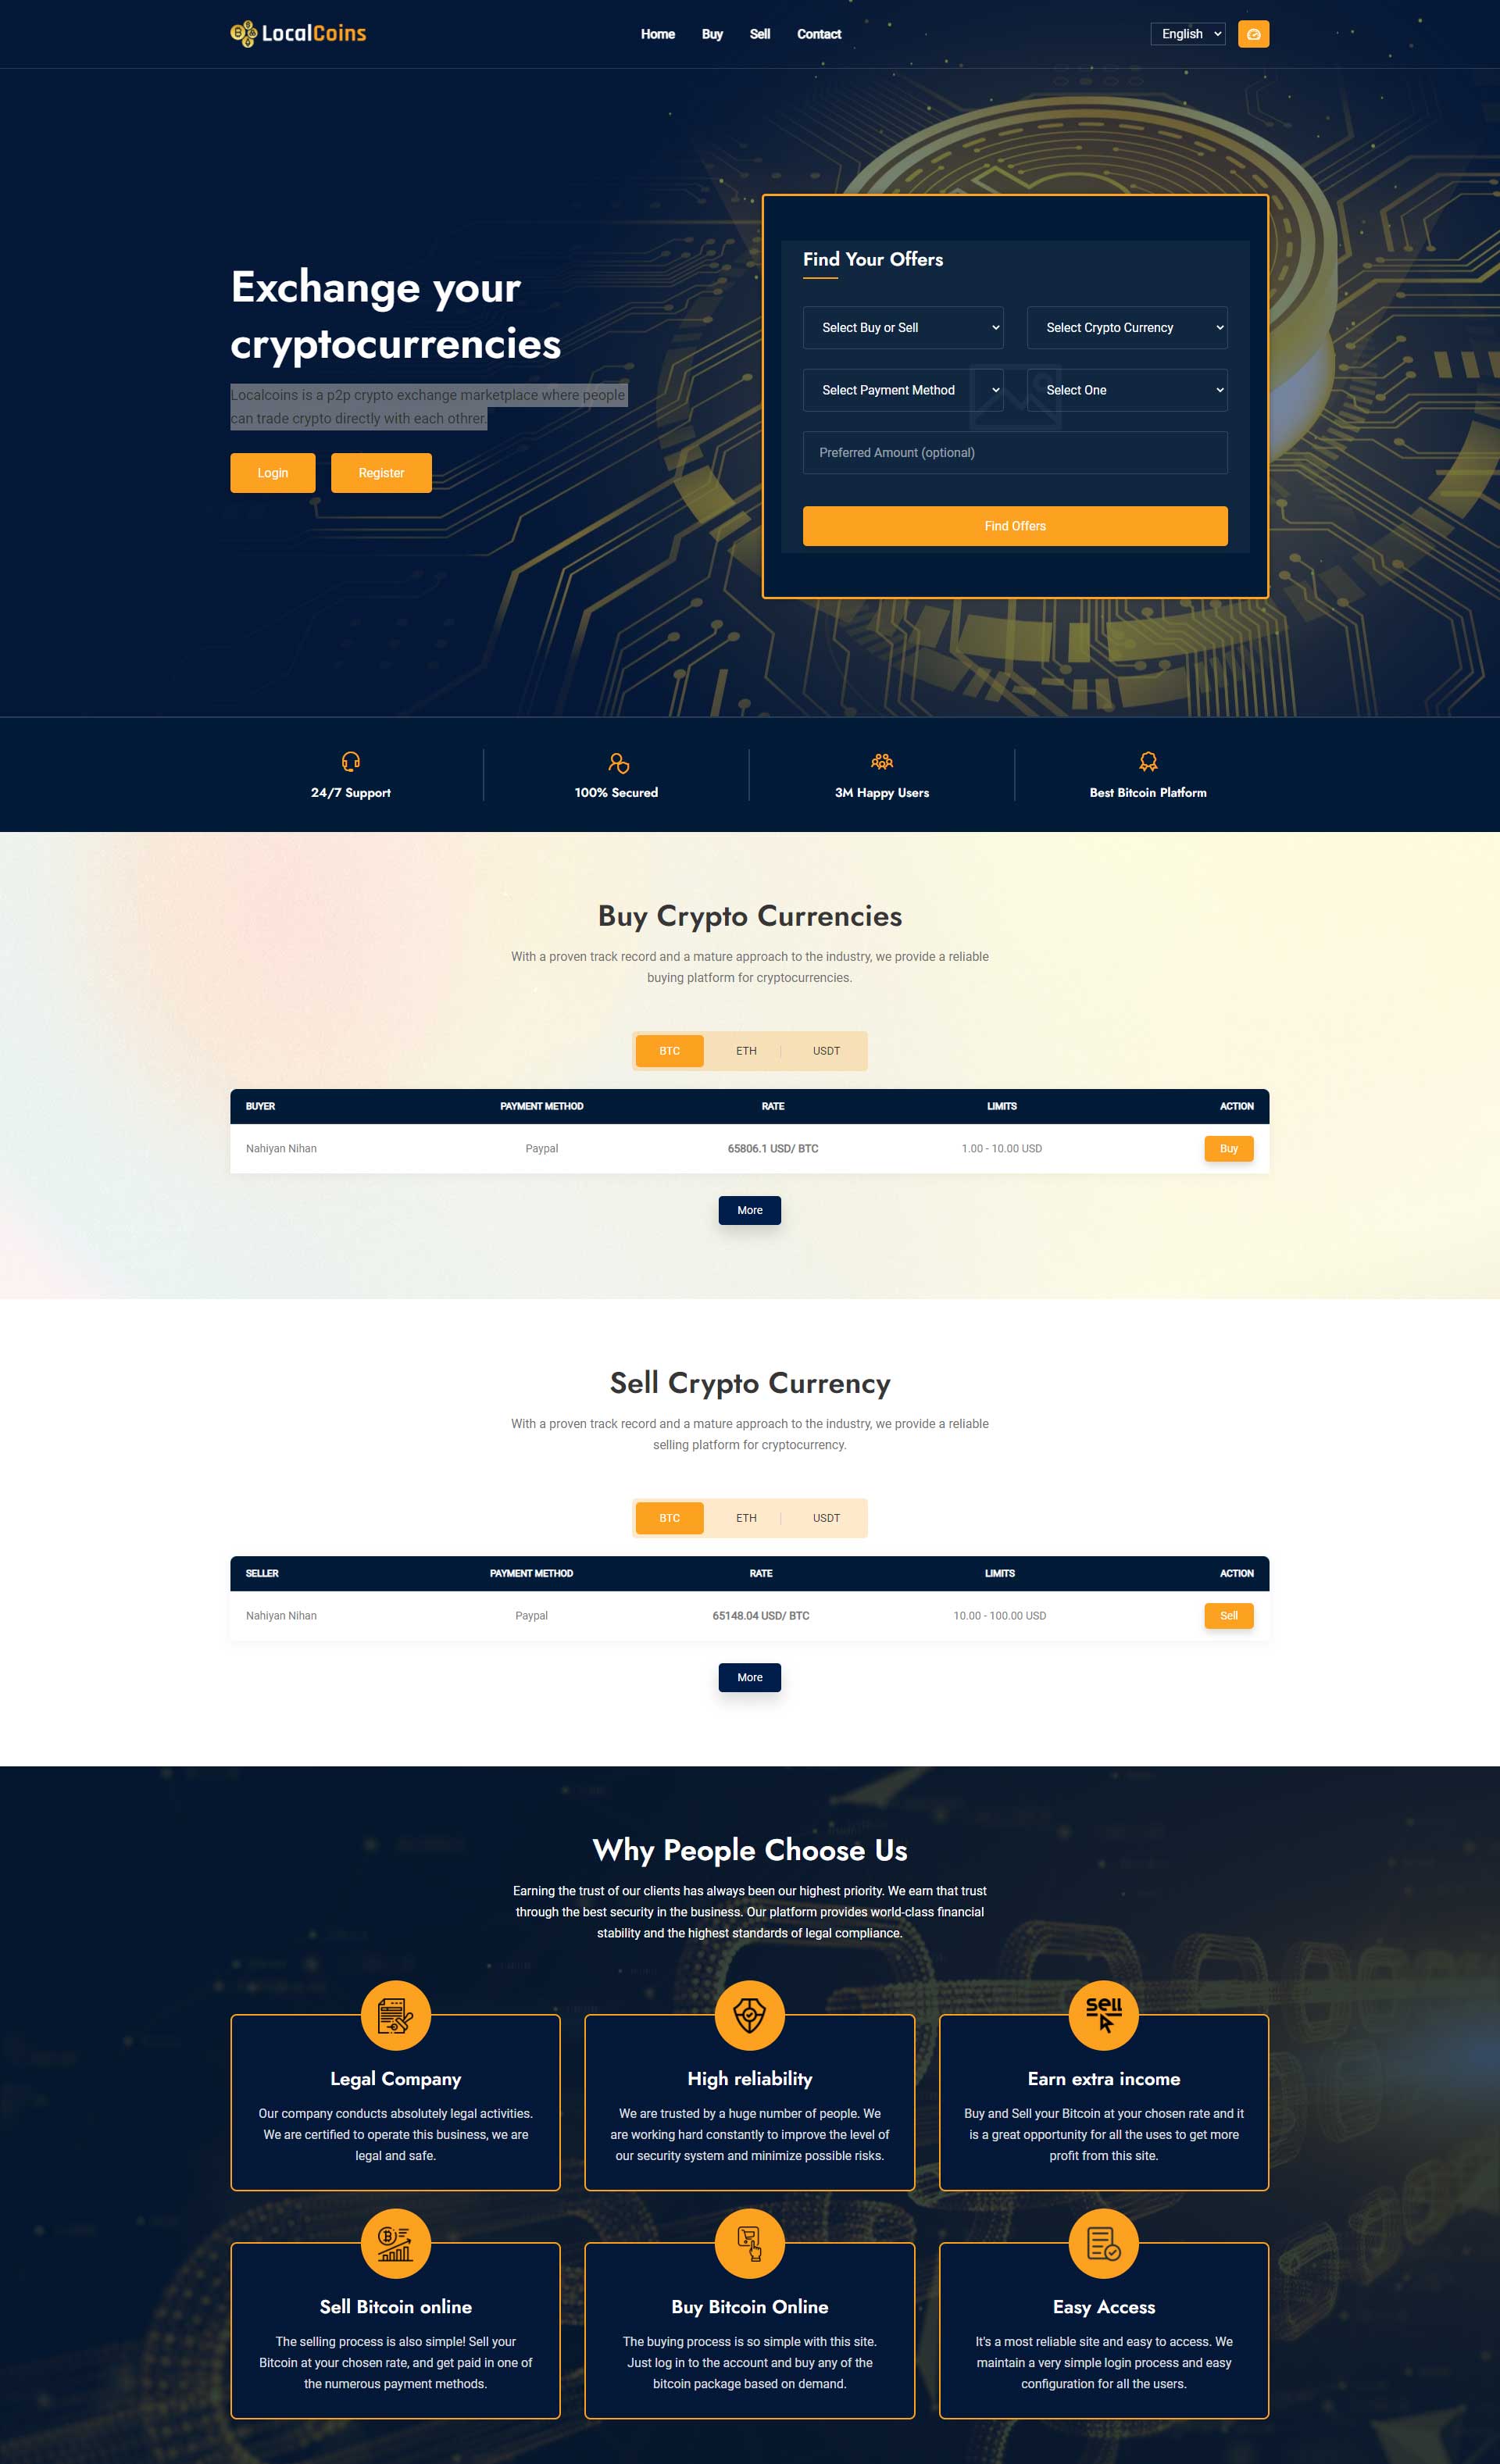 LocalCoins
Home
Buy
Sell
Contact
English
Exchange your
cryptocurrencies
Localcoins is a p2p crypto exchange marketplace where people
can trade crypto directly with each othrer.
Login
Register
Find Your Offers
Select Buy or Sell
Select Crypto Currency
Select Payment Method
Select One
Preferred Amount (optional)
Find Offers
24/7 Support
100% Secured
3M Happy Users
Best Bitcoin Platform
Buy Crypto Currencies
With a proven track record and a mature approach to the industry, we provide a reliable
buying platform for cryptocurrencies.
BTC
ETH
USDT
BUYER PAYMENT METHOD RATE LIMITS ACTION
Nahiyan Nihan Paypal 65806.1 USD/ BTC 1.00 - 10.00 USD Buy
More
Sell Crypto Currency
With a proven track record and a mature approach to the industry, we provide a reliable
selling platform for cryptocurrency.
BTC
ETH
USDT
SELLER PAYMENT METHOD RATE LIMITS ACTION
Nahiyan Nihan Paypal 65148.04 USD/ BTC 10.00 - 100.00 USD Sell
More
Why People Choose Us
Earning the trust of our clients has always been our highest priority. We earn that trust
through the best security in the business. Our platform provides world-class financial
stability and the highest standards of legal compliance.
Legal Company
Our company conducts absolutely legal activities.
We are certified to operate this business, we are
legal and safe.
High reliability
We are trusted by a huge number of people. We
are working hard constantly to improve the level of
our security system and minimize possible risks.
sell
Earn extra income
Buy and Sell your Bitcoin at your chosen rate and it
is a great opportunity for all the uses to get more
profit from this site.
Sell Bitcoin online
The selling process is also simple! Sell your
Bitcoin at your chosen rate, and get paid in one of
the numerous payment methods.
Buy Bitcoin Online
The buying process is so simple with this site.
Just log in to the account and buy any of the
bitcoin package based on demand.
Easy Access
It's a most reliable site and easy to access. We
maintain a very simple login process and easy
configuration for all the users.